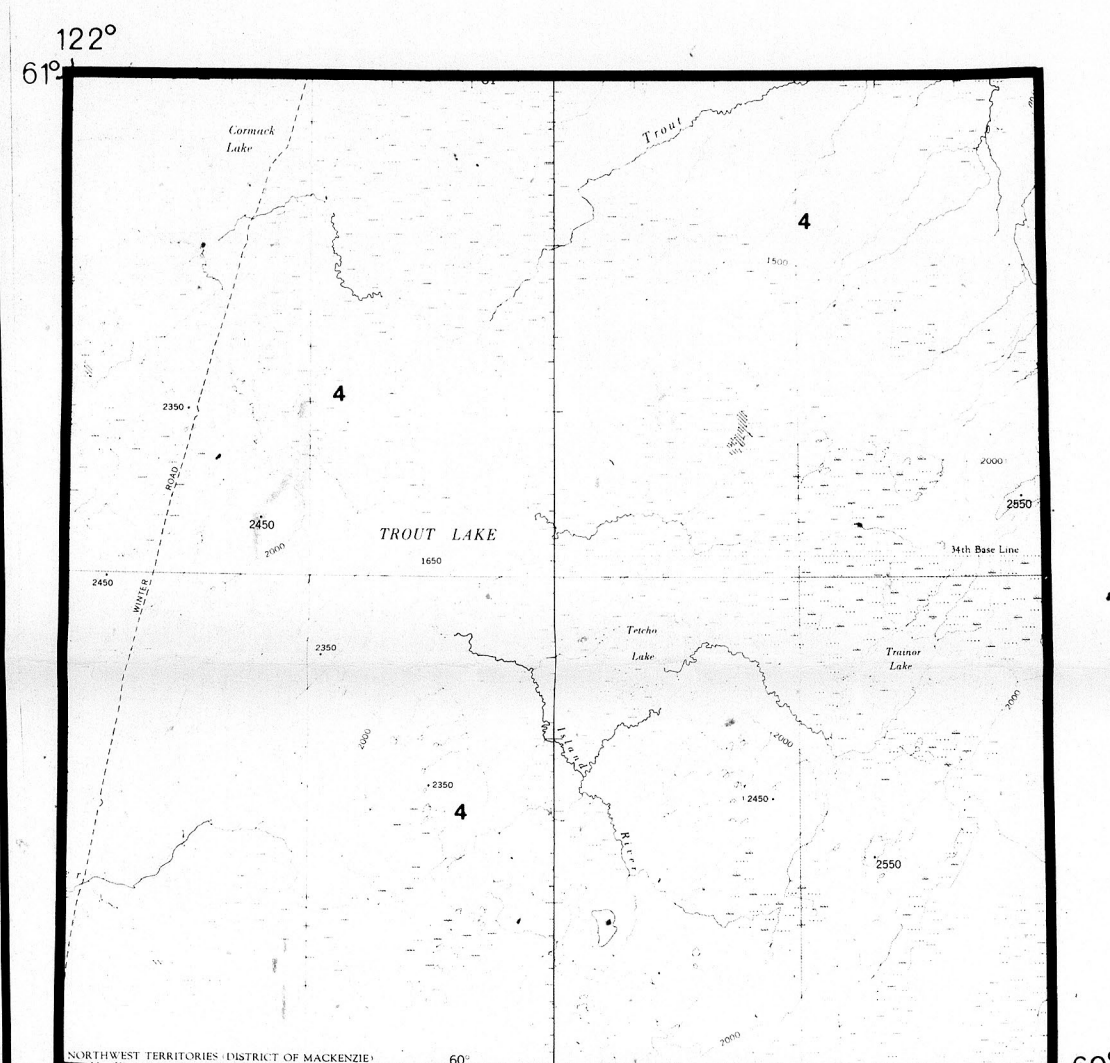 122°
61°
Cormack
Lake
Trout
4
1500
4
2350
2000
ROAD
2550
2450
TROUT LAKE
2000
34th Base Line
1650
2450
WINTER
Tetcho
Lake
2350
Trainor
Lake
2000
2000
Island
2000
2350
2450
4
River
2550
2000
NORTHWEST TERRITORIES (DISTRICT OF MACKENZIE)
60°